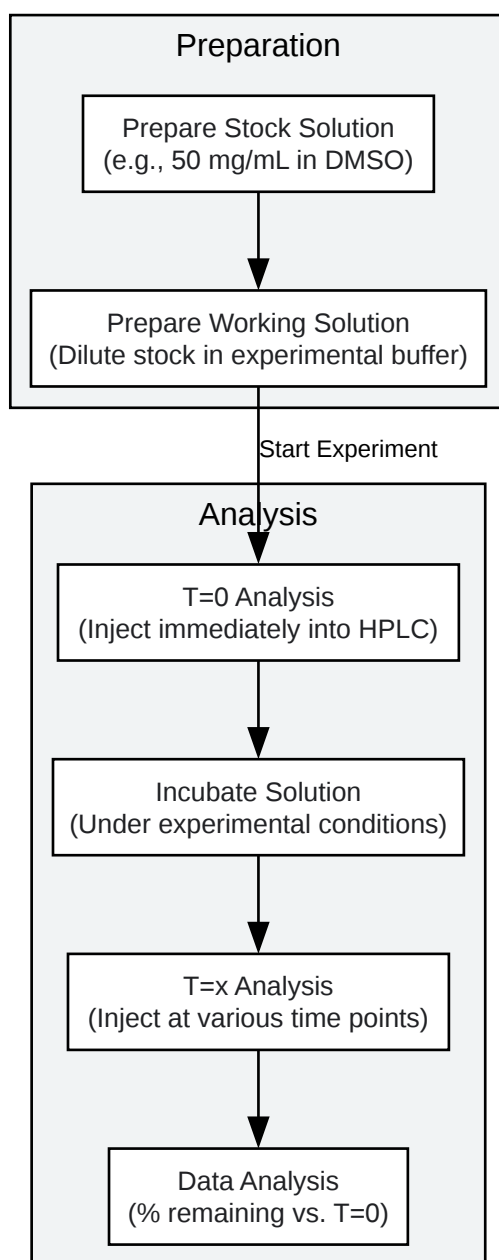 Preparation
Prepare Stock Solution
(e.g., 50 mg/mL in DMSO)
Prepare Working Solution
(Dilute stock in experimental buffer)
Start Experiment
Analysis
T=0 Analysis
(Inject immediately into HPLC)
Incubate Solution
(Under experimental conditions)
T=x Analysis
(Inject at various time points)
Data Analysis
(% remaining vs. T=0)